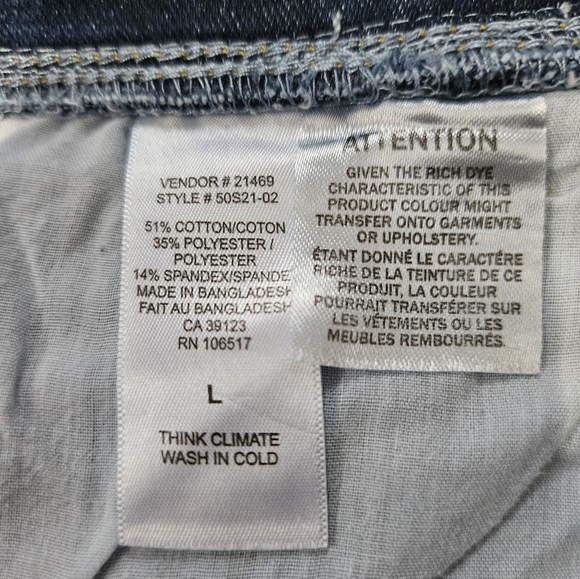 VENDOR # 21469
STYLE # 50S21-02
51% COTTON/COTON
35% POLYESTER /
POLYESTER
14% SPANDEX/SPANDE
MADE IN BANGLADESH
FAIT AU BANGLADESH
CA 39123
RN 106517
L
THINK CLIMATE
WASH IN COLD
ATTENTION
GIVEN THE RICH DYE
CHARACTERISTIC OF THIS
PRODUCT COLOUR MIGHT
TRANSFER ONTO GARMENTS
OR UPHOLSTERY.
ÉTANT DONNÉ LE CARACTÉRE
RICHE DE LA TEINTURE DE CE
PRODUIT, LA COULEUR
POURRAIT TRANSFÉRER SUR
LES VÉTEMENTS OU LES
MEUBLES REMBOURRÉS.